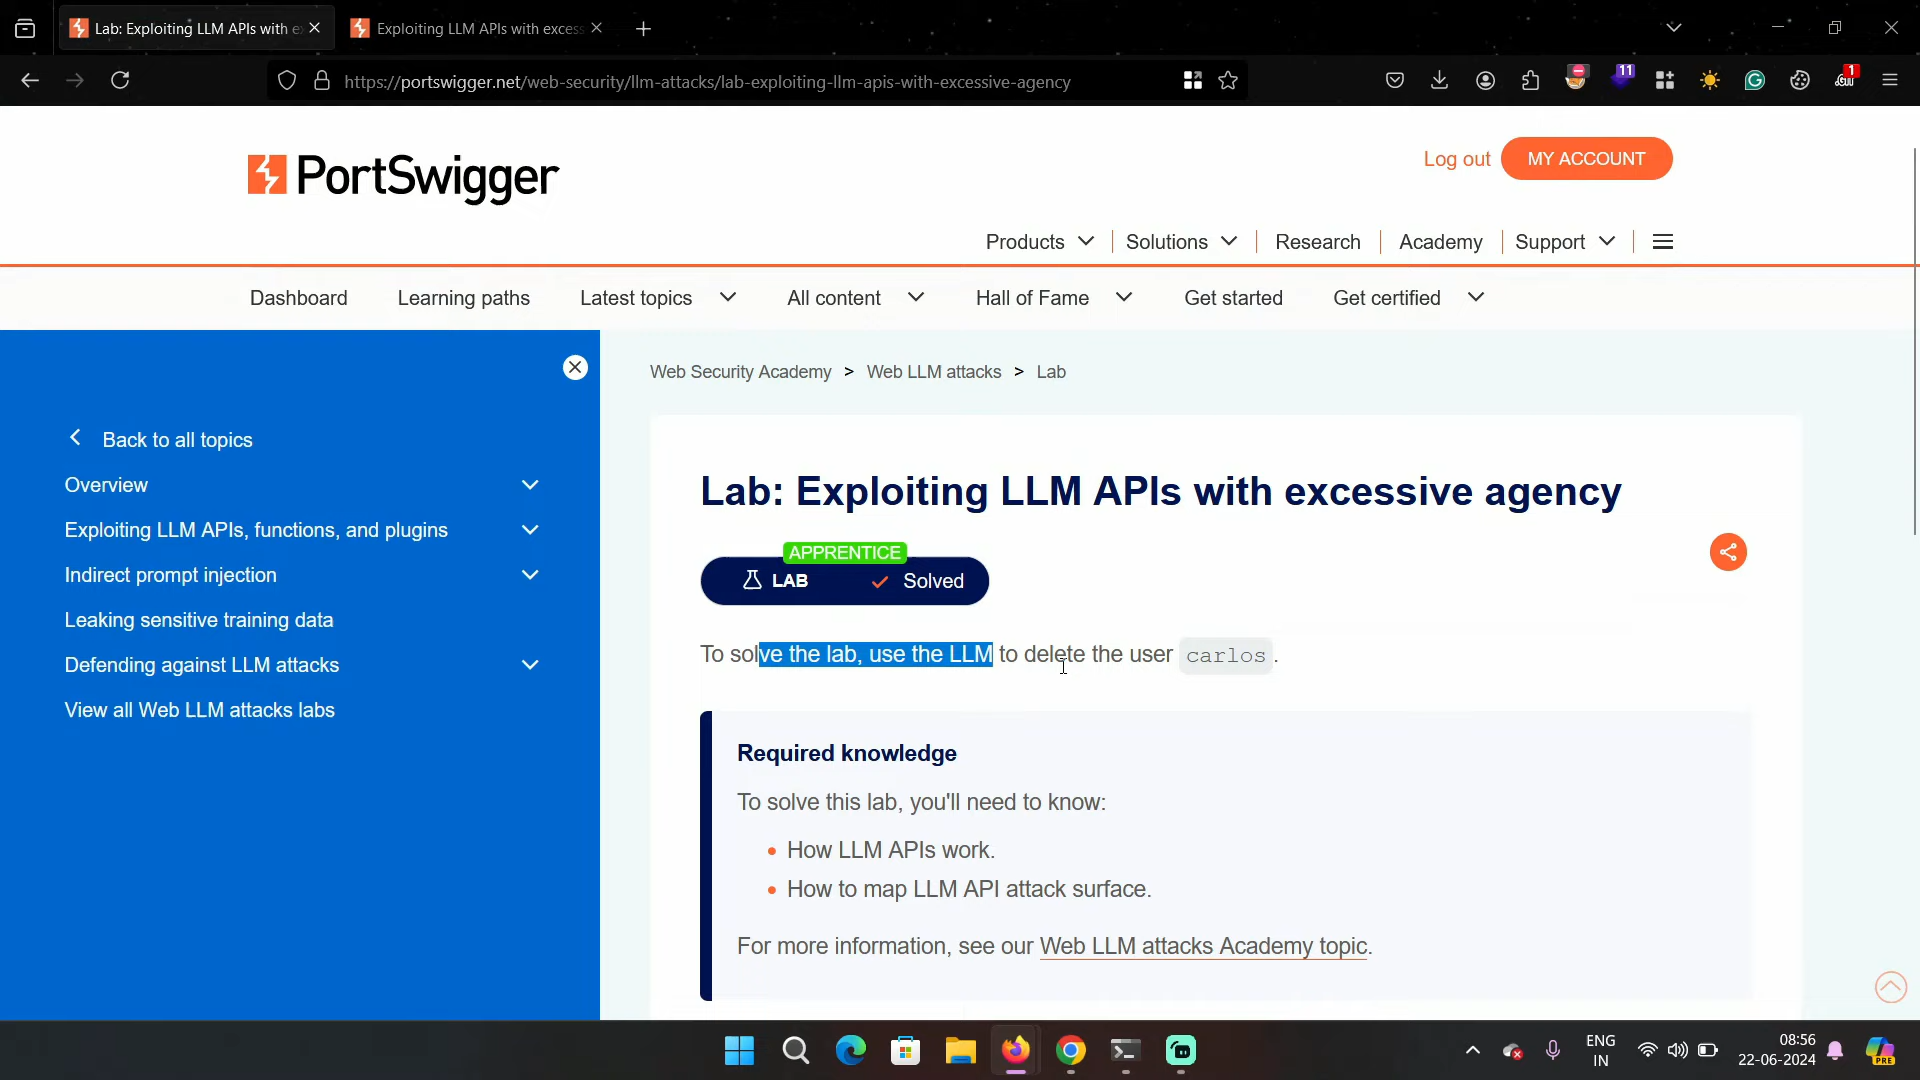 Lab: Exploiting LLM APIs with ex
Exploiting LLM APIs with excess
https://portswigger.net/web-security/llm-attacks/lab-exploiting-llm-apis-with-excessive-agency
11
1
PortSwigger
Log out
MY ACCOUNT
Products
Solutions
Research
Academy
Support
Dashboard
Learning paths
Latest topics
All content
Hall of Fame
Get started
Get certified
Back to all topics
Overview
Exploiting LLM APIs, functions, and plugins
Indirect prompt injection
Leaking sensitive training data
Defending against LLM attacks
View all Web LLM attacks labs
Web Security Academy > Web LLM attacks > Lab
Lab: Exploiting LLM APIs with excessive agency
APPRENTICE
LAB Solved
To solve the lab, use the LLM to delete the user carlos.
Required knowledge
To solve this lab, you'll need to know:
• How LLM APIs work.
• How to map LLM API attack surface.
For more information, see our Web LLM attacks Academy topic.
ENG
IN
08:56
22-06-2024
PRE